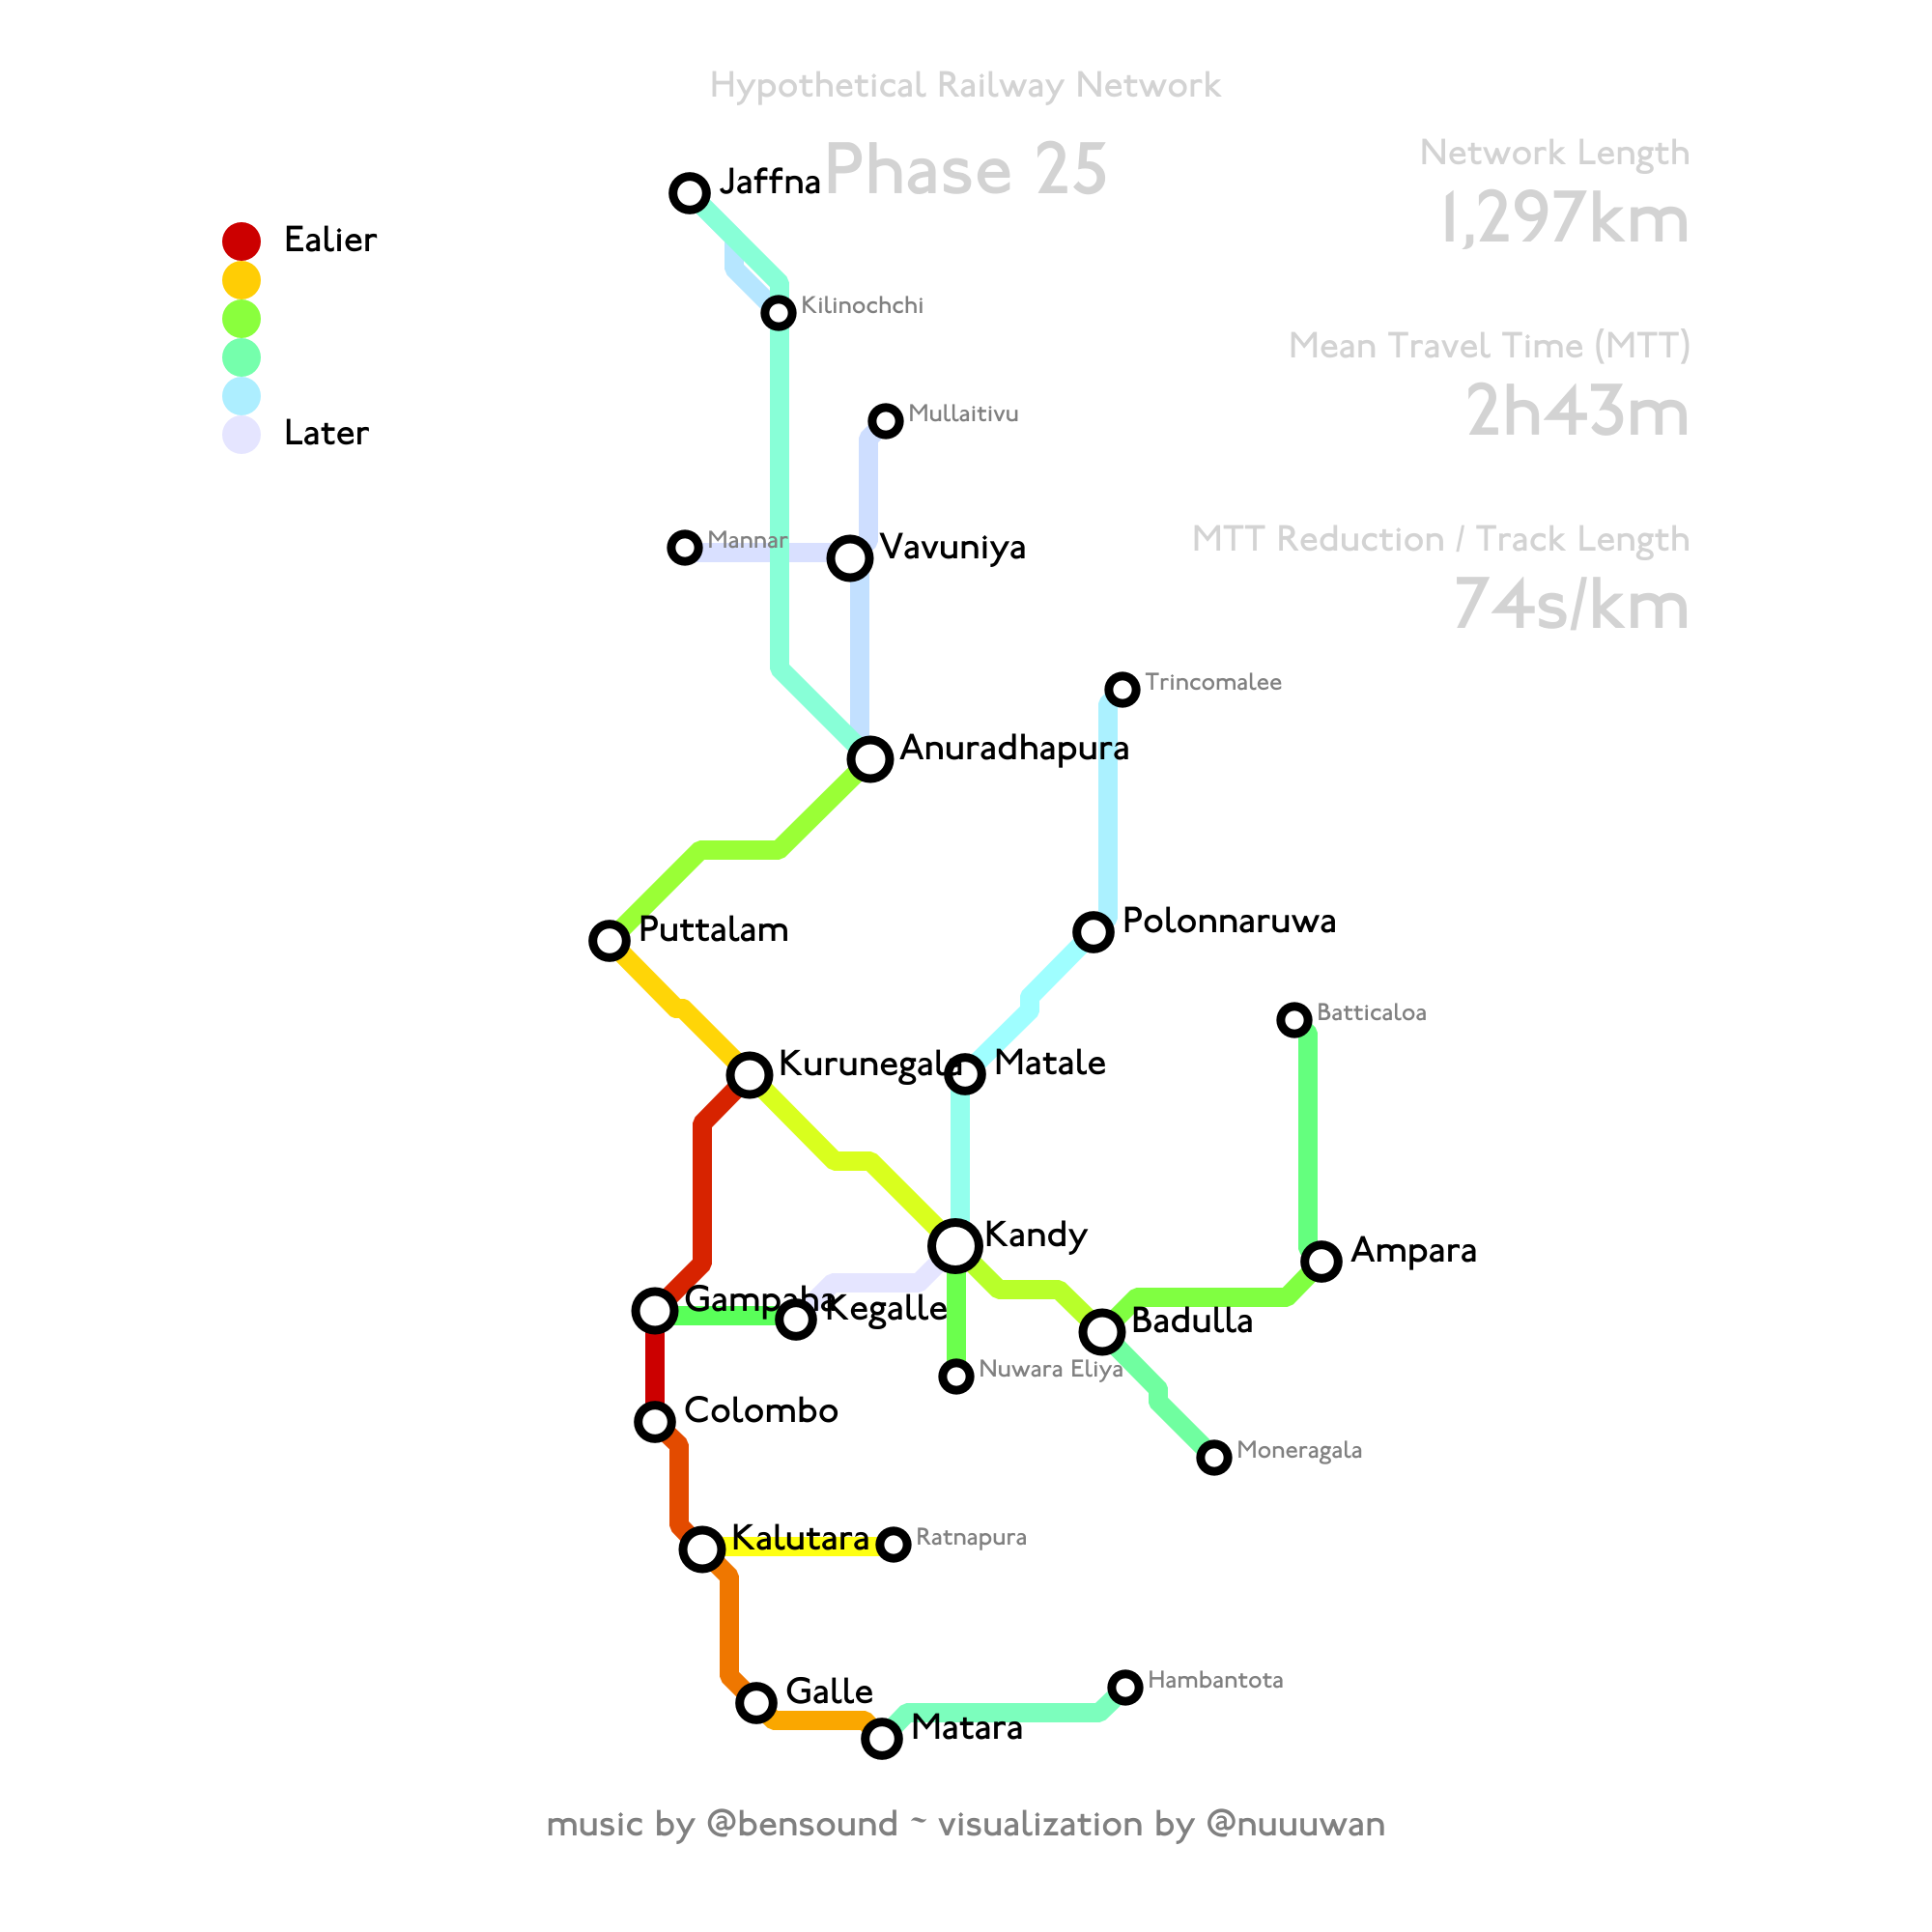 Hypothetical Railway Network
Phase 25
Network Length
1,297km
Mean Travel Time (MTT)
2h43m
MTT Reduction / Track Length
74s/km
Ealier
Later
Jaffna
Kilinochchi
Mullaitivu
Mannar
Vavuniya
Trincomalee
Anuradhapura
Puttalam
Polonnaruwa
Batticaloa
Kurunegala
Matale
Kandy
Ampara
Gampaha
Kegalle
Badulla
Nuwara Eliya
Colombo
Moneragala
Kalutara
Ratnapura
Galle
Hambantota
Matara
music by @bensound ~ visualization by @nuuuwan